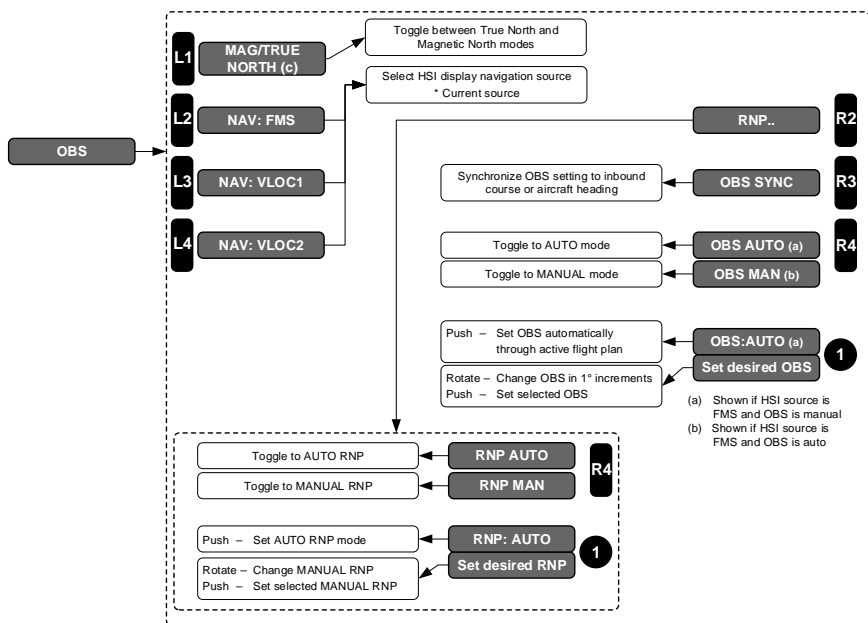 OBS
L1
MAG/TRUE
NORTH (c)
Toggle between True North and
Magnetic North modes
L2
NAV: FMS
Select HSI display navigation source
* Current source
L3
NAV: VLOC1
L4
NAV: VLOC2
RNP..
R2
Synchronize OBS setting to inbound
course or aircraft heading
OBS SYNC
R3
Toggle to AUTO mode
OBS AUTO (a)
R4
Toggle to MANUAL mode
OBS MAN (b)
Push – Set OBS automatically
through active flight plan
OBS:AUTO (a)
1
Rotate – Change OBS in 1° increments
Push – Set selected OBS
Set desired OBS
(a) Shown if HSI source is
FMS and OBS is manual
(b) Shown if HSI source is
FMS and OBS is auto
Toggle to AUTO RNP
RNP AUTO
R4
Toggle to MANUAL RNP
RNP MAN
Push – Set AUTO RNP mode
RNP: AUTO
1
Rotate – Change MANUAL RNP
Push – Set selected MANUAL RNP
Set desired RNP